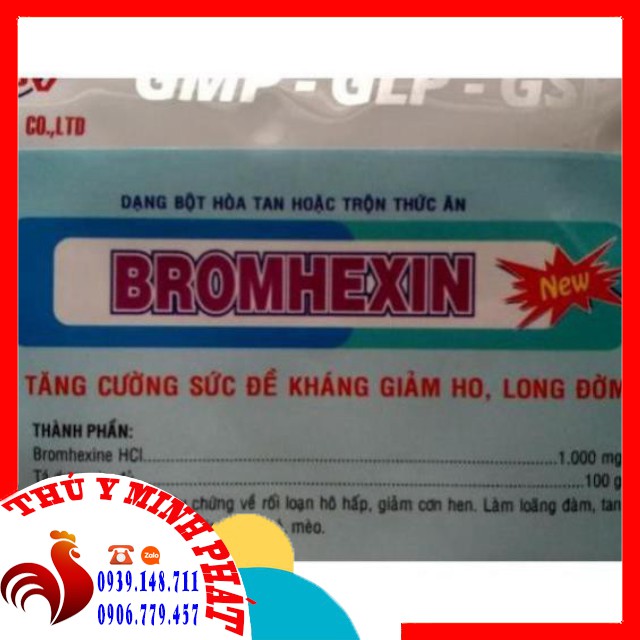 GMP - GLP - GS
CO.,LTD
DẠNG BỘT HÒA TAN HOẶC TRỘN THỨC ĂN
BROMHEXIN
New
TĂNG CƯỜNG SỨC ĐỀ KHÁNG GIẢM HO, LONG ĐỜM
THÀNH PHẦN:
Bromhexine HCl.....................................1.000 mg
100 g
chứng về rối loạn hô hấp, giảm cơn hen. Làm loãng đàm, tan
mèo.
THÚ Y MINH PHÁT
Zalo
0939.148.711
0906.779.457